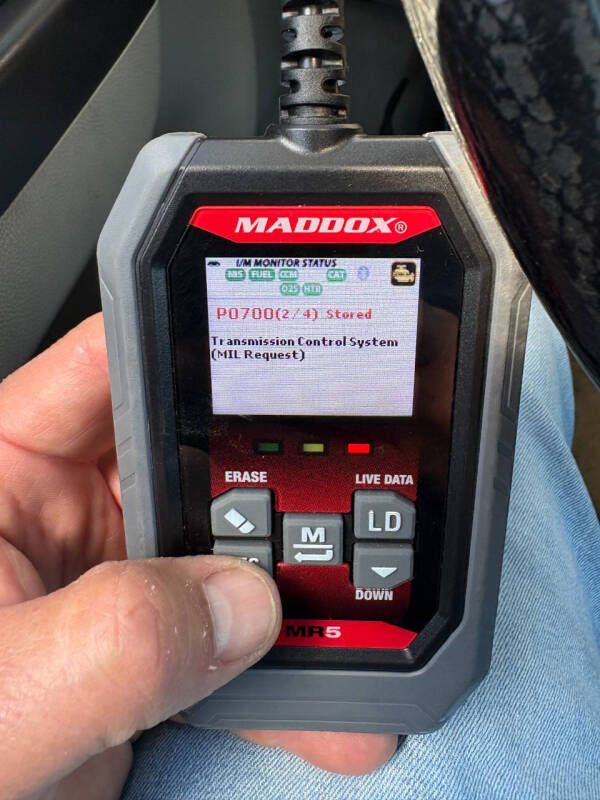 MADDOX®
I/M MONITOR STATUS
MIS FUEL CCM CAT
O2S HTR
P0700(2/4) Stored
Transmission Control System
(MIL Request)
ERASE
LIVE DATA
M
LD
DOWN
MR5